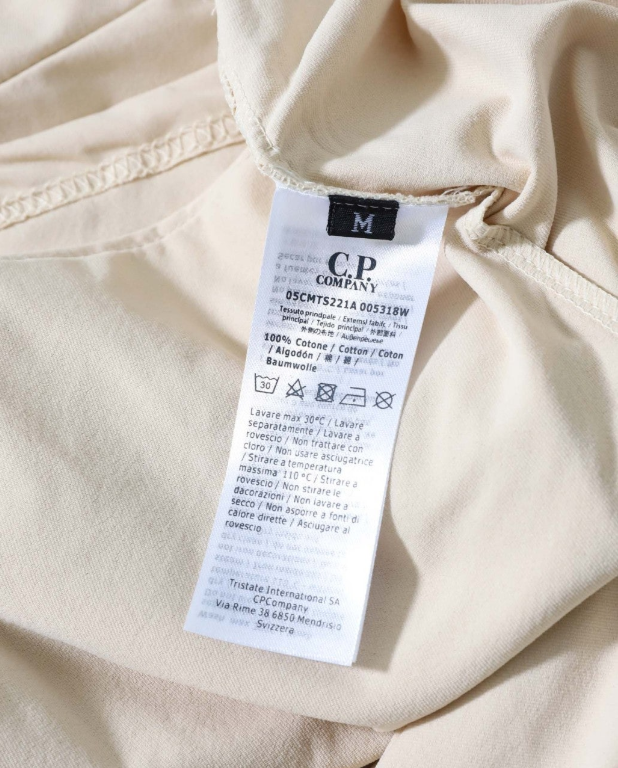 M
C.P.
COMPANY
05CMTS221A 005318W
Tessuto principale / External fabric / Tissu
principal / Tejido principal / 外部面料 /
外側の布地 / Außengewebe
100% Cotone / Cotton / Coton
/ Algodón / 棉 / 綿 /
Baumwolle
30
Lavare max 30°C / Lavare
separatamente / Lavare a
rovescio / Non trattare con
cloro / Non usare asciugatrice
/ Stirare a temperatura
massima 110 °C / Stirare a
rovescio / Non stirare le
decorazioni / Non lavare a
secco / Non asporre a fonti di
calore dirette / Asciugare al
rovescio
Tristate International SA
CPCompany
Via Rime 38 6850 Mendrisio
Svizzera